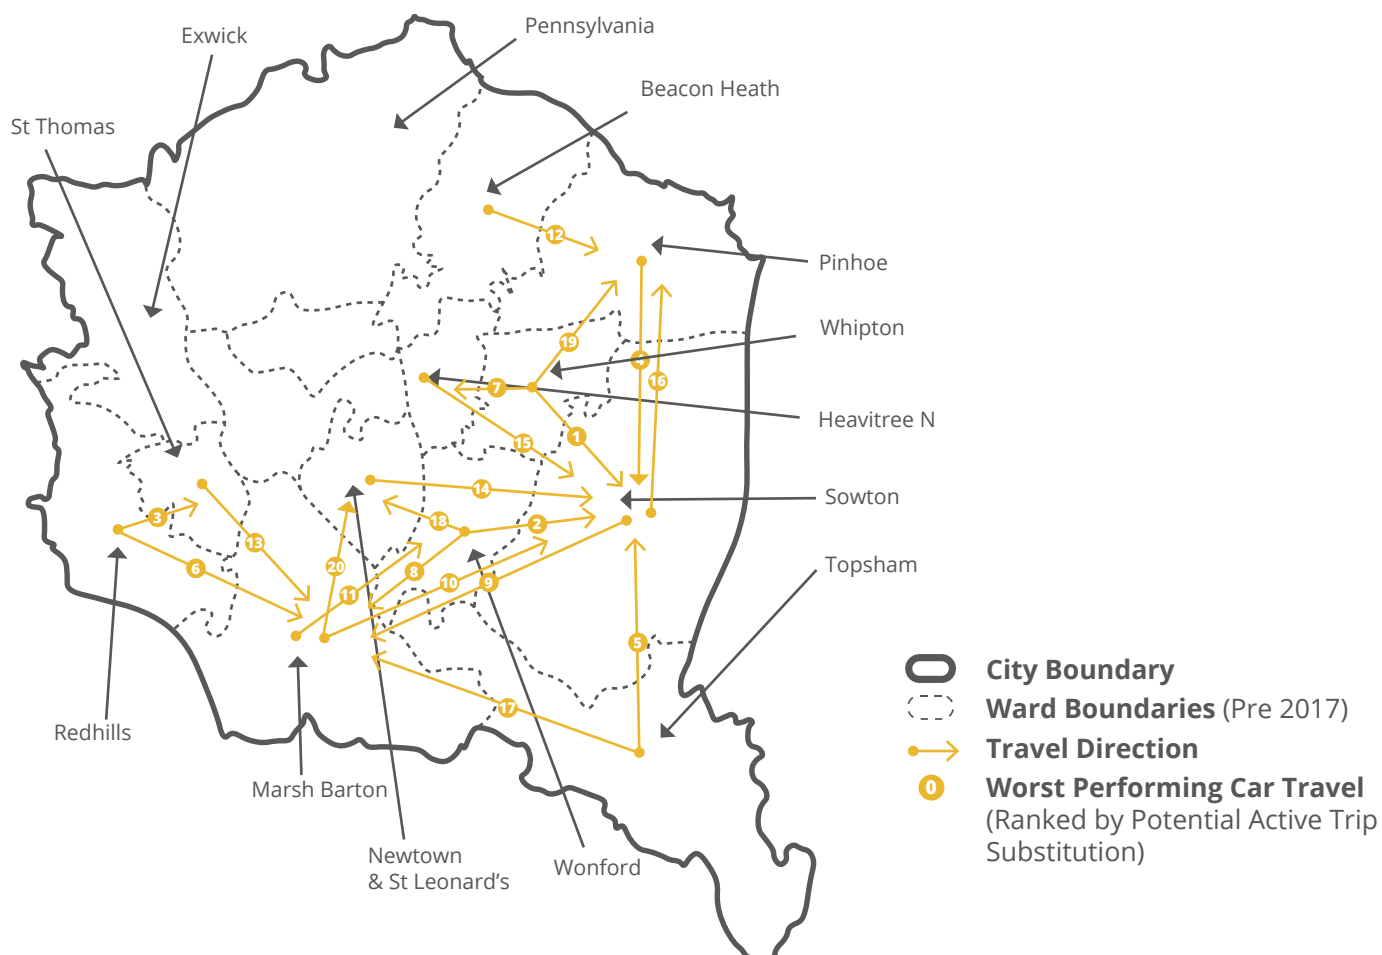 Pennsylvania
Exwick
Beacon Heath
St Thomas
12
Pinhoe
Whipton
19
4
16
7
Heavitree N
1
15
14
Sowton
3
18
2
13
Topsham
20
6
8
10
9
11
5
17
Redhills
Marsh Barton
Newtown
& St Leonard's
Wonford
City Boundary
Ward Boundaries (Pre 2017)
Travel Direction
0
Worst Performing Car Travel
(Ranked by Potential Active Trip
Substitution)